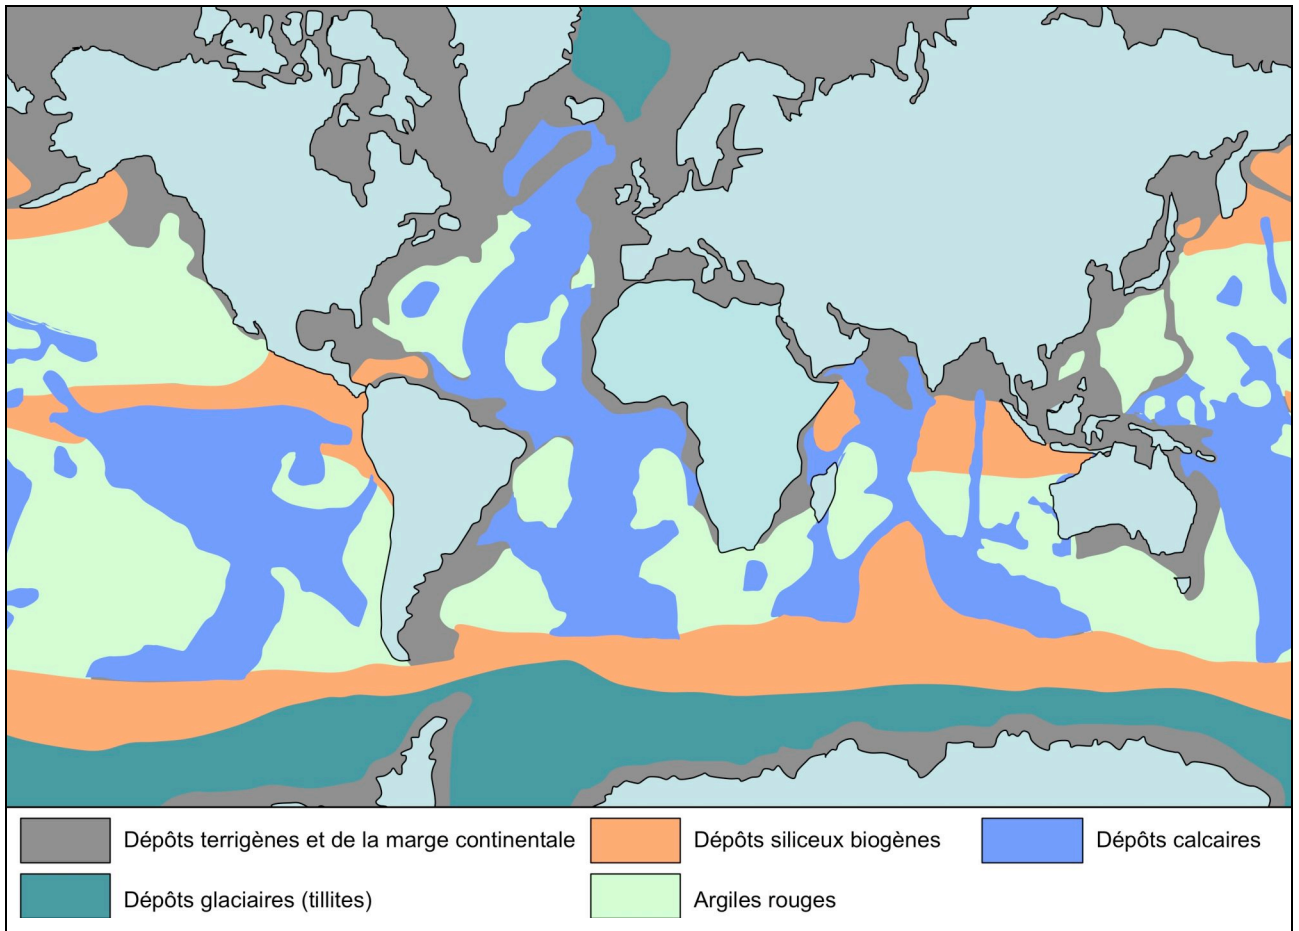 Dépôts terrigènes et de la marge continentale
Dépôts siliceux biogènes
Dépôts calcaires
Dépôts glaciaires (tillites)
Argiles rouges